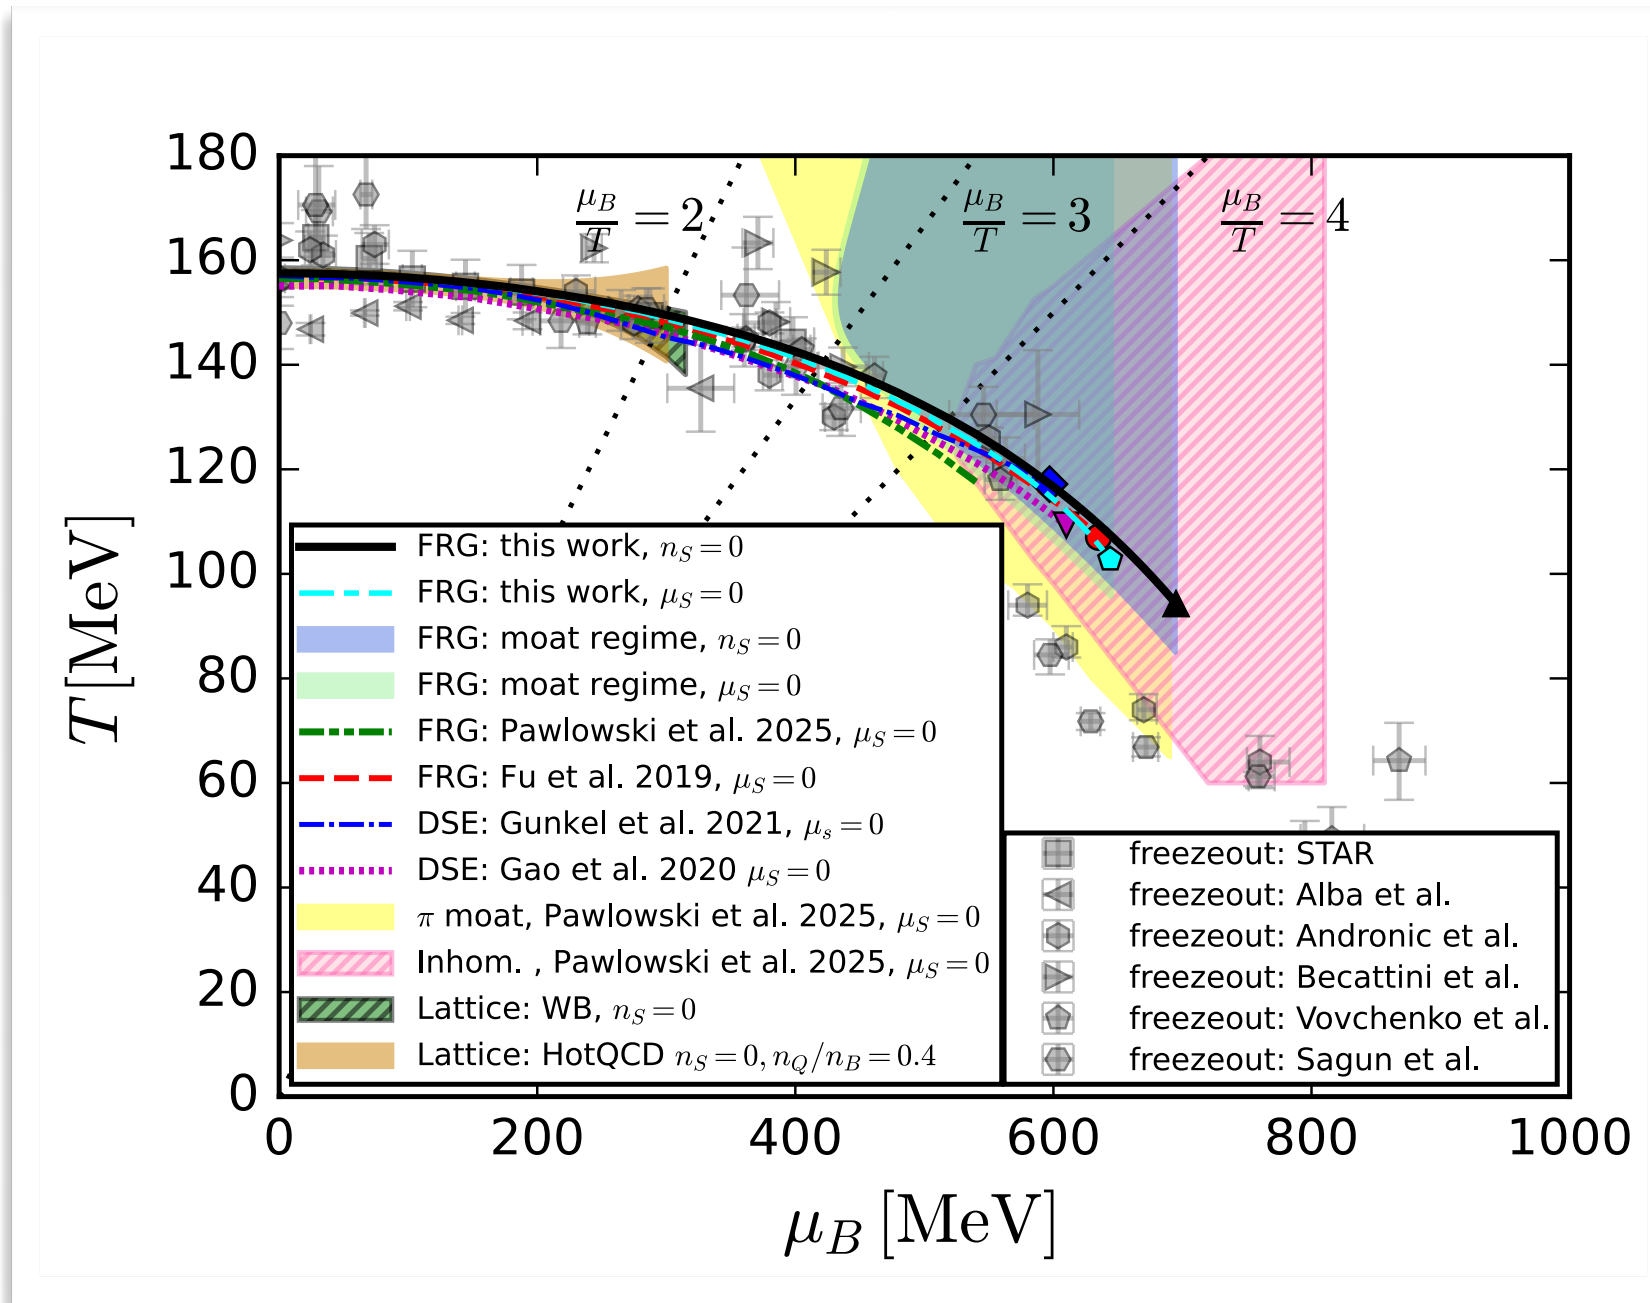 180
160
140
120
100
80
60
40
20
0
0 200 400 600 800 1000
T [MeV]
μ_B [MeV]
μ_B/T = 2
μ_B/T = 3
μ_B/T = 4
FRG: this work, n_S = 0
FRG: this work, μ_S = 0
FRG: moat regime, n_S = 0
FRG: moat regime, μ_S = 0
FRG: Pawlowski et al. 2025, μ_S = 0
FRG: Fu et al. 2019, μ_S = 0
DSE: Gunkel et al. 2021, μ_s = 0
DSE: Gao et al. 2020 μ_S = 0
π moat, Pawlowski et al. 2025, μ_S = 0
Inhom. , Pawlowski et al. 2025, μ_S = 0
Lattice: WB, n_S = 0
Lattice: HotQCD n_S = 0, n_Q/n_B = 0.4
freezeout: STAR
freezeout: Alba et al.
freezeout: Andronic et al.
freezeout: Becattini et al.
freezeout: Vovchenko et al.
freezeout: Sagun et al.